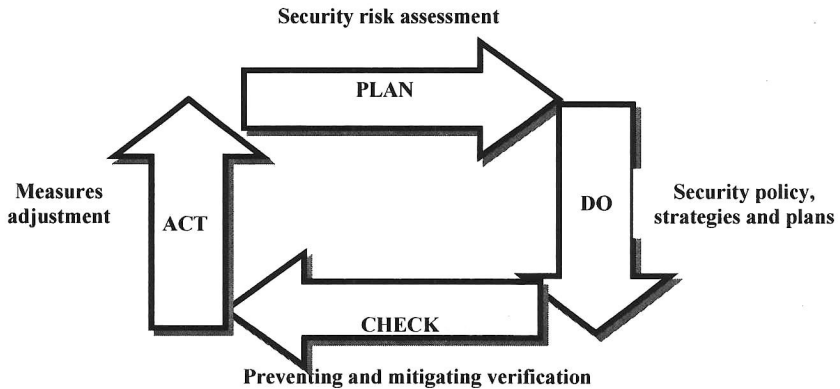 Security risk assessment
PLAN
DO
Security policy,
strategies and plans
CHECK
Preventing and mitigating verification
ACT
Measures
adjustment